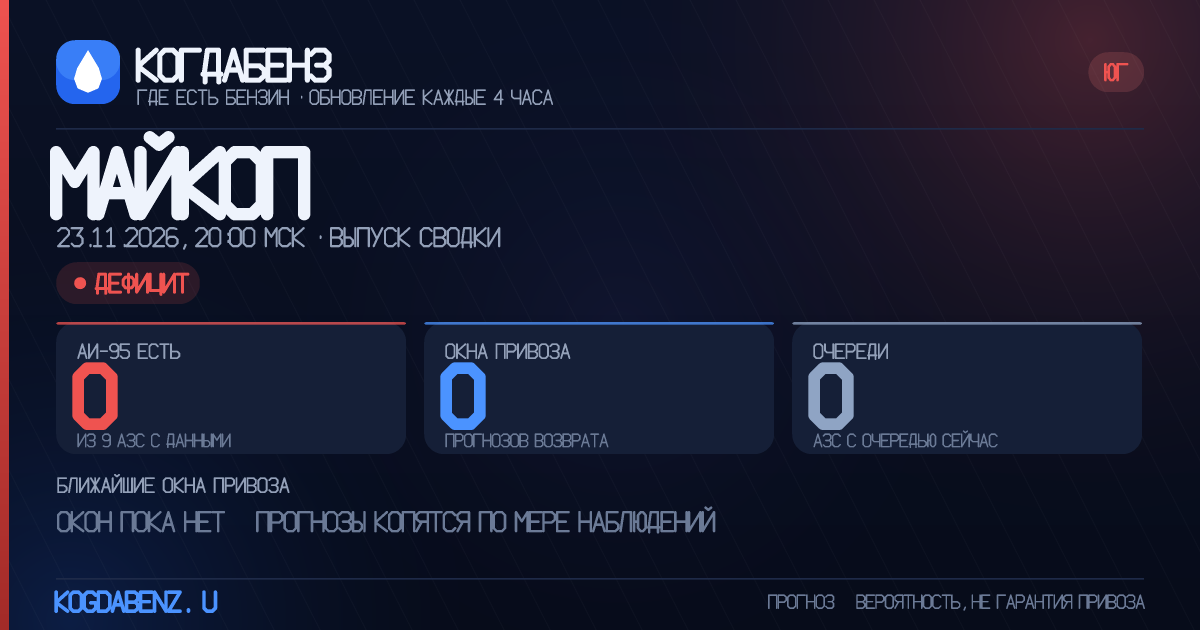 КОГДАБЕНЗ
ГДЕ ЕСТЬ БЕНЗИН · ОБНОВЛЕНИЕ КАЖДЫЕ 4 ЧАСА
ЮГ
МАЙКОП
23.11.2026, 20:00 МСК · ВЫПУСК СВОДКИ
ДЕФИЦИТ
АИ-95 ЕСТЬ
0
ИЗ 9 АЗС С ДАННЫМИ
ОКНА ПРИВОЗА
0
ПРОГНОЗОВ ВОЗВРАТА
ОЧЕРЕДИ
0
АЗС С ОЧЕРЕДЬЮ СЕЙЧАС
БЛИЖАЙШИЕ ОКНА ПРИВОЗА
ОКОН ПОКА НЕТ ПРОГНОЗЫ КОПЯТСЯ ПО МЕРЕ НАБЛЮДЕНИЙ
KOGDABENZ. U
ПРОГНОЗ ВЕРОЯТНОСТЬ, НЕ ГАРАНТИЯ ПРИВОЗА